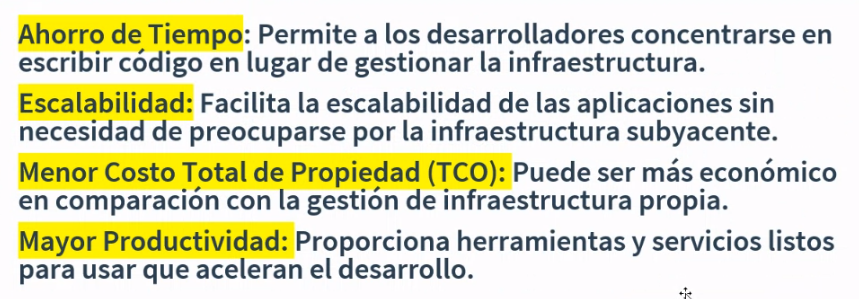 Ahorro de Tiempo: Permite a los desarrolladores concentrarse en
escribir código en lugar de gestionar la infraestructura.
Escalabilidad: Facilita la escalabilidad de las aplicaciones sin
necesidad de preocuparse por la infraestructura subyacente.
Menor Costo Total de Propiedad (TCO): Puede ser más económico
en comparación con la gestión de infraestructura propia.
Mayor Productividad: Proporciona herramientas y servicios listos
para usar que aceleran el desarrollo.